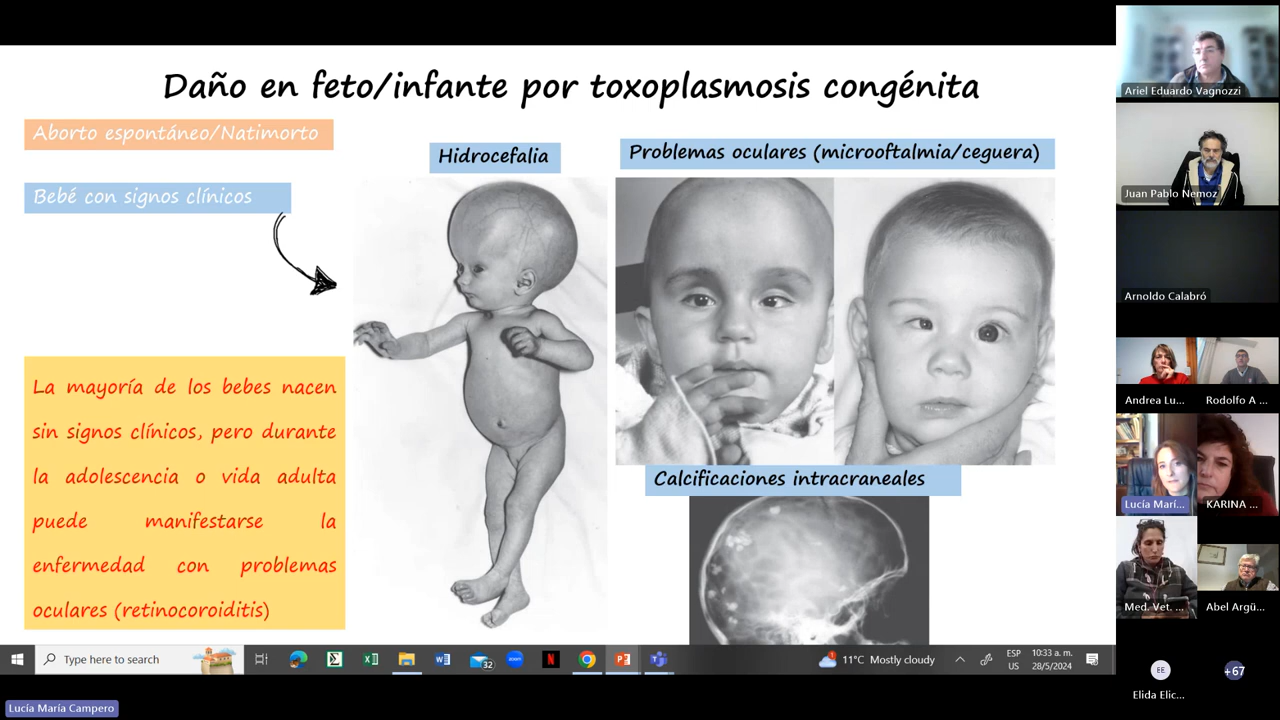 Daño en feto/infante por toxoplasmosis congénita
Aborto espontáneo/Natimorto
Bebé con signos clínicos
Hidrocefalia
Problemas oculares (microoftalmia/ceguera)
Calcificaciones intracraneales
La mayoría de los bebes nacen
sin signos clínicos, pero durante
la adolescencia o vida adulta
puede manifestarse la
enfermedad con problemas
oculares (retinocoroiditis)
Ariel Eduardo Vagnozzi
Juan Pablo Nemoz
Arnoldo Calabró
Andrea Lu...
Rodolfo A ...
Lucía Marí...
KARINA ...
Med. Vet. ...
Abel Argü...
EE
+67
Elida Elic...
Type here to search
32
zoom
11°C Mostly cloudy
ESP
US
10:33 a. m.
28/5/2024
Lucía María Campero